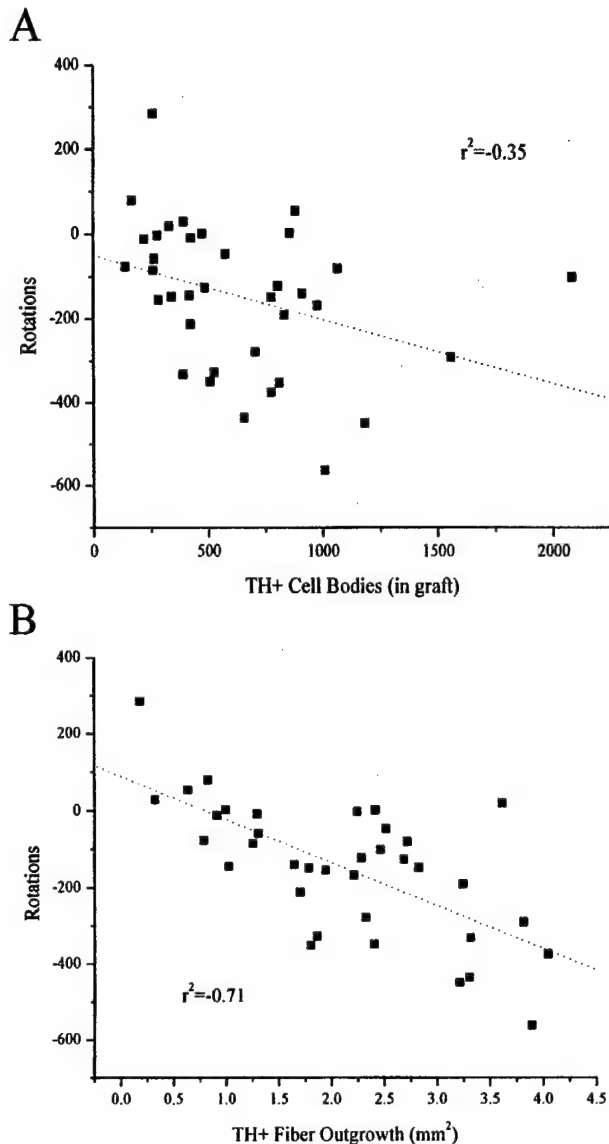 A
400
200
0
-200
-400
-600
Rotations
r²=-0.35
0 500 1000 1500 2000
TH+ Cell Bodies (in graft)
B
400
200
0
-200
-400
-600
Rotations
r²=-0.71
0.0 0.5 1.0 1.5 2.0 2.5 3.0 3.5 4.0 4.5
TH+ Fiber Outgrowth (mm²)